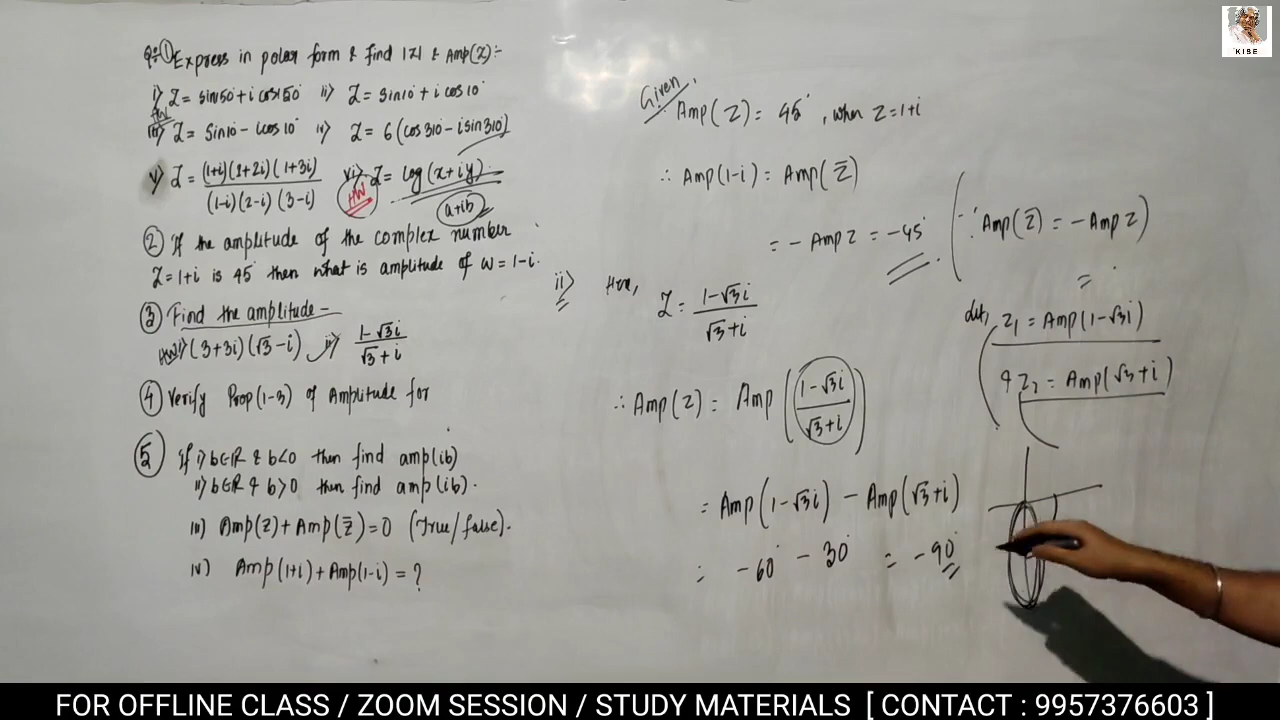 Q:-① Express in polar form & find |z| & Amp(z):-
i) Z = sin50° + i cos150° ii) Z = sin10° + i cos10°
HW
iii) Z = Sin10° - icos10° iv) Z = 6(cos310° - isin310°)
v) Z = (1+i)(1+2i)(1+3i) / (1-i)(2-i)(3-i) vi) Z = log(x+iy)
HW
a+ib
② If the amplitude of the complex number
Z = 1+i is 45° then what is amplitude of w = 1-i.
③ Find the amplitude -
HW i) (3+3i)(√3-i) ii) 1-√3i / √3+i
④ Verify Prop(1-3) of Amplitude for
⑤ If i) b∈R & b<0 then find amp(ib)
ii) b∈R & b>0 then find amp(ib).
iii) Amp(z) + Amp(z̄) = 0 (True/false).
iv) Amp(1+i) + Amp(1-i) = ?
Given,
Amp(Z) = 45°, when Z = 1+i
∴ Amp(1-i) = Amp(z̄)
= - Amp z = -45° (∵ Amp(z̄) = - Amp z)
ii) Here, Z = 1-√3i / √3+i
Let, z₁ = Amp(1-√3i)
& z₂ = Amp(√3+i)
∴ Amp(z) = Amp(1-√3i / √3+i)
= Amp(1-√3i) - Amp(√3+i)
= -60° - 30° = -90°
KISE
FOR OFFLINE CLASS / ZOOM SESSION / STUDY MATERIALS [ CONTACT : 9957376603 ]